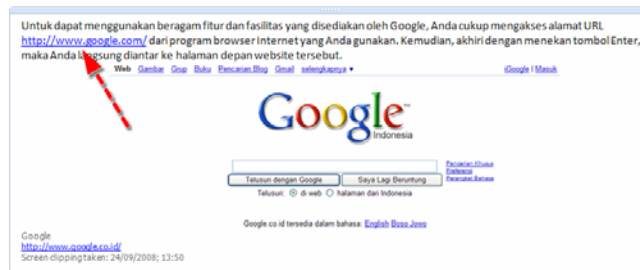 Untuk dapat menggunakan beragam fitur dan fasilitas yang disediakan oleh Google, Anda cukup mengakses alamat URL
http://www.google.com/ dari program browser Internet yang Anda gunakan. Kemudian, akhiri dengan menekan tombol Enter,
maka Anda langsung diantar ke halaman depan website tersebut.
Web Gambar Grup Buku Pencarian Blog Gmail selengkapnya ▼ iGoogle | Masuk
Google
Indonesia
Pencarian Khusus
Preferensi
Perangkat Bahasa
Telusuri dengan Google Saya Lagi Beruntung
Telusuri: di web halaman dari Indonesia
Google.co.id tersedia dalam bahasa: English Boso Jowo
Google
http://www.google.co.id/
Screen clipping taken: 24/09/2008; 13:50